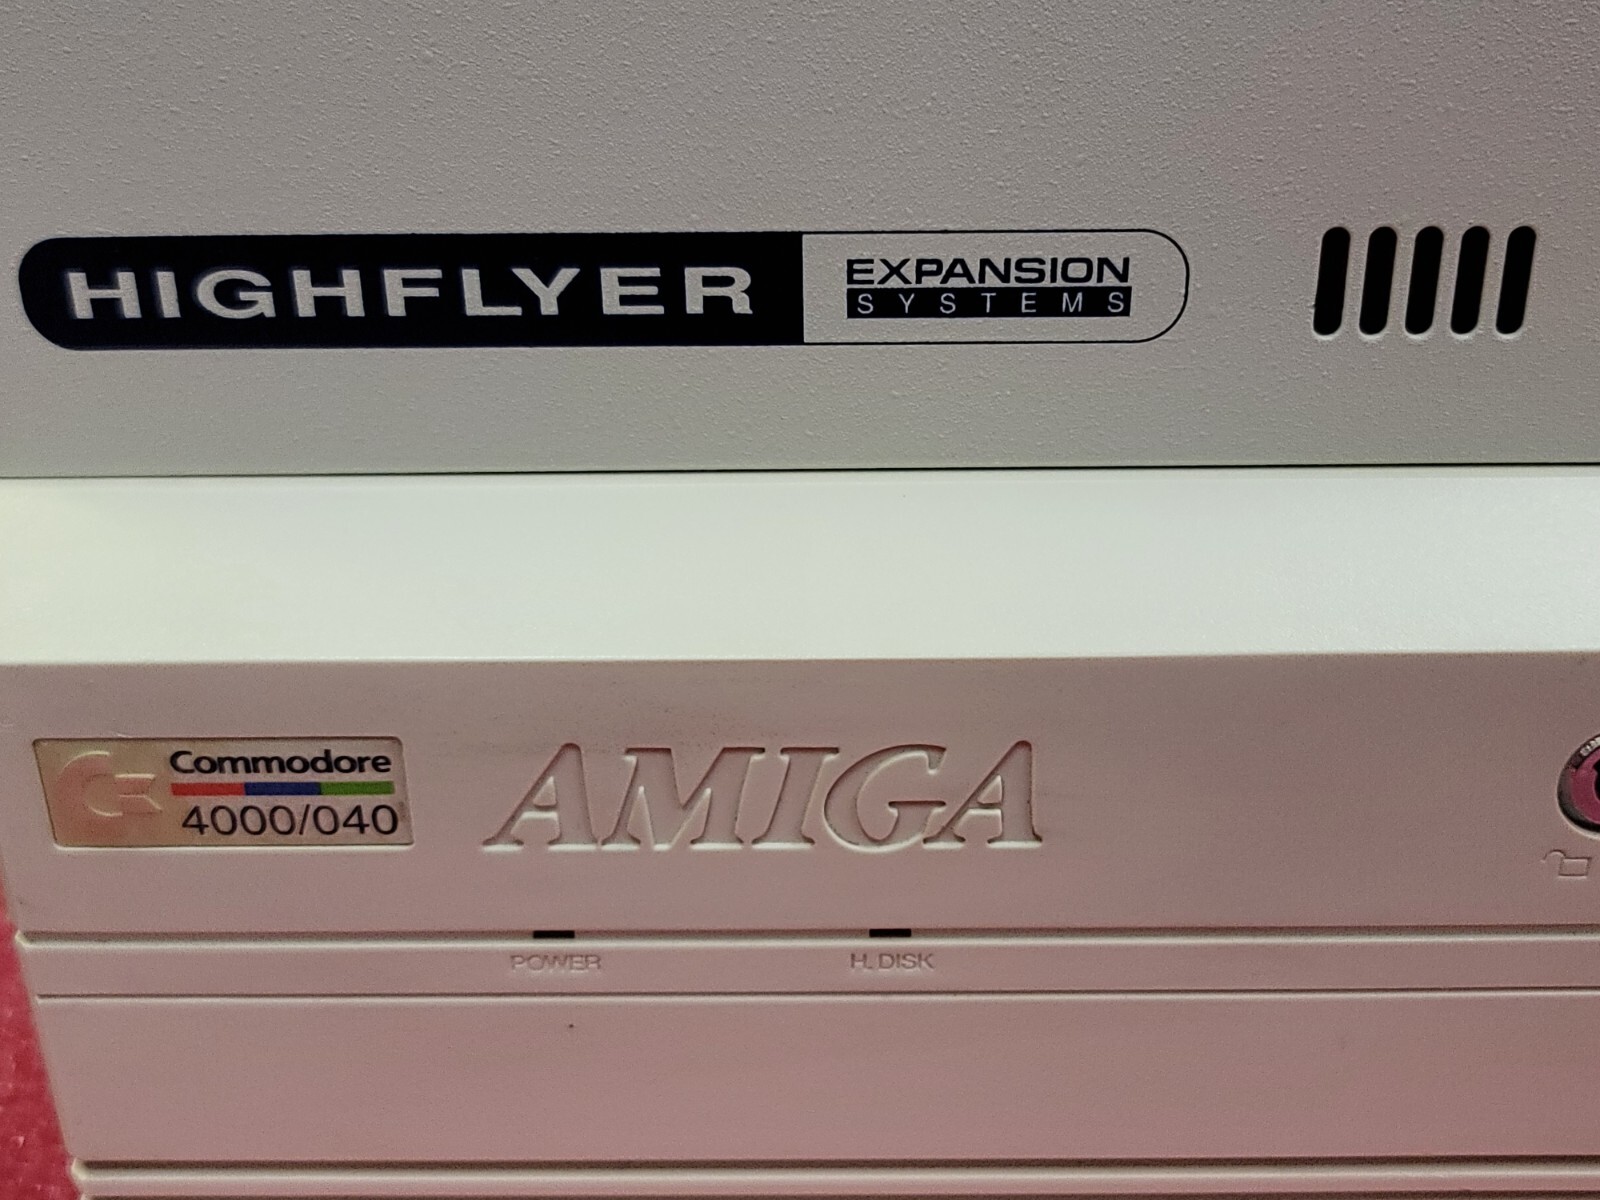 HIGHFLYER
EXPANSION
SYSTEMS
Commodore
4000/040
AMIGA
POWER
H. DISK